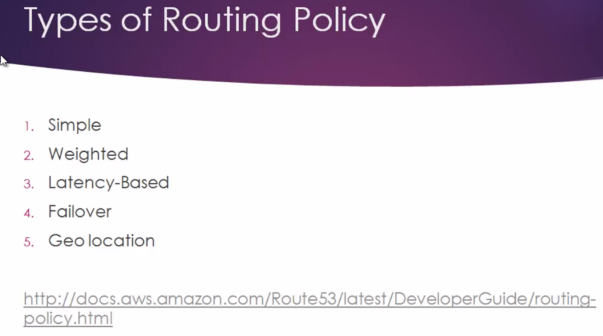 Types of Routing Policy
1. Simple
2. Weighted
3. Latency-Based
4. Failover
5. Geo location
http://docs.aws.amazon.com/Route53/latest/DeveloperGuide/routing-
policy.html